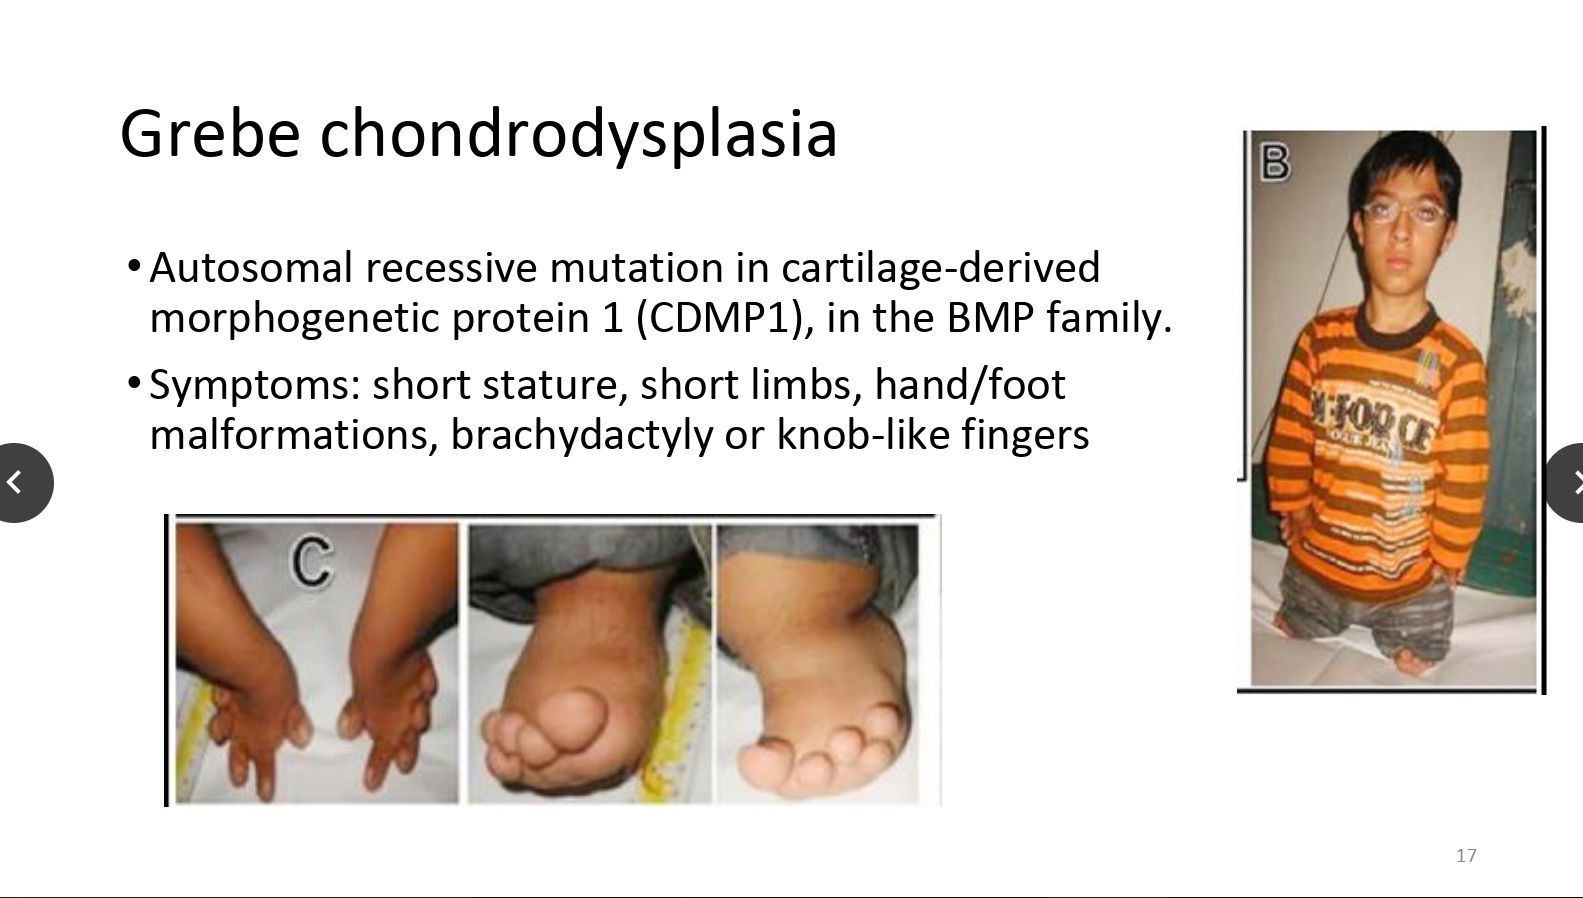 Grebe chondrodysplasia
B
• Autosomal recessive mutation in cartilage-derived
morphogenetic protein 1 (CDMP1), in the BMP family.
• Symptoms: short stature, short limbs, hand/foot
malformations, brachydactyly or knob-like fingers
C
17